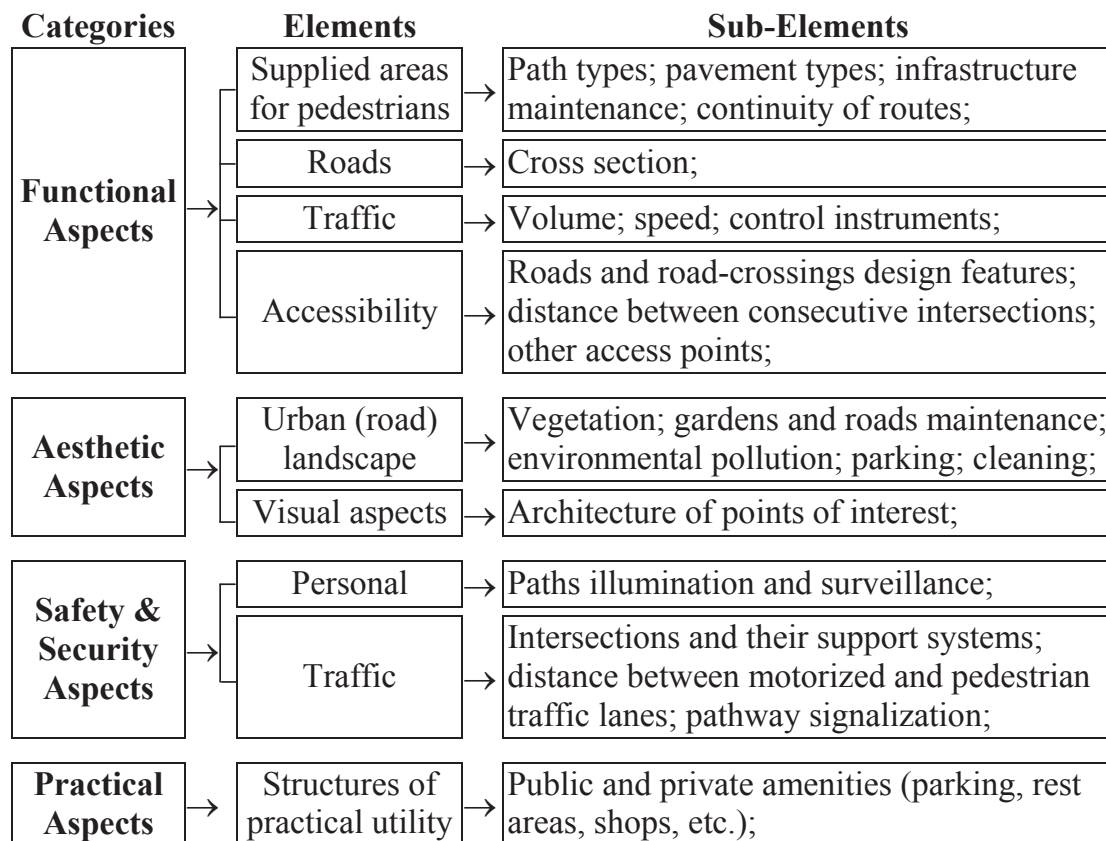 Categories Elements Sub-Elements
Functional
Aspects
Supplied areas
for pedestrians
Path types; pavement types; infrastructure
maintenance; continuity of routes;
Roads
Cross section;
Traffic
Volume; speed; control instruments;
Accessibility
Roads and road-crossings design features;
distance between consecutive intersections;
other access points;
Aesthetic
Aspects
Urban (road)
landscape
Vegetation; gardens and roads maintenance;
environmental pollution; parking; cleaning;
Visual aspects
Architecture of points of interest;
Safety &
Security
Aspects
Personal
Paths illumination and surveillance;
Traffic
Intersections and their support systems;
distance between motorized and pedestrian
traffic lanes; pathway signalization;
Practical
Aspects
Structures of
practical utility
Public and private amenities (parking, rest
areas, shops, etc.);